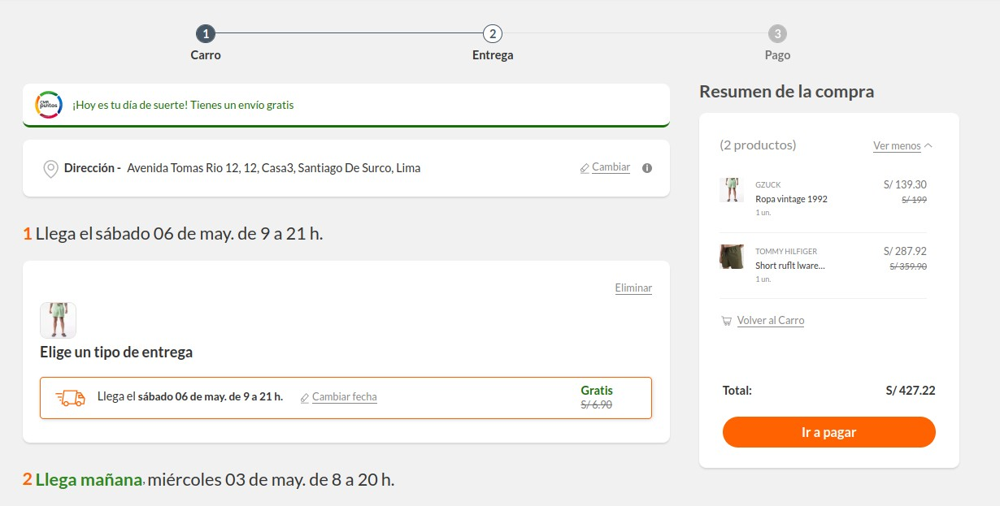 1 2 3
Carro Entrega Pago
CMR puntos
¡Hoy es tu día de suerte! Tienes un envío gratis
Dirección - Avenida Tomas Rio 12, 12, Casa3, Santiago De Surco, Lima Cambiar
1 Llega el sábado 06 de may. de 9 a 21 h.
Eliminar
Elige un tipo de entrega
Llega el sábado 06 de may. de 9 a 21 h. Cambiar fecha Gratis
S/ 6.90
2 Llega mañana, miércoles 03 de may. de 8 a 20 h.
Resumen de la compra
(2 productos) Ver menos
GZUCK S/ 139.30
Ropa vintage 1992 S/ 199
1 un.
TOMMY HILFIGER S/ 287.92
Short ruflt lware... S/ 359.90
1 un.
Volver al Carro
Total: S/ 427.22
Ir a pagar